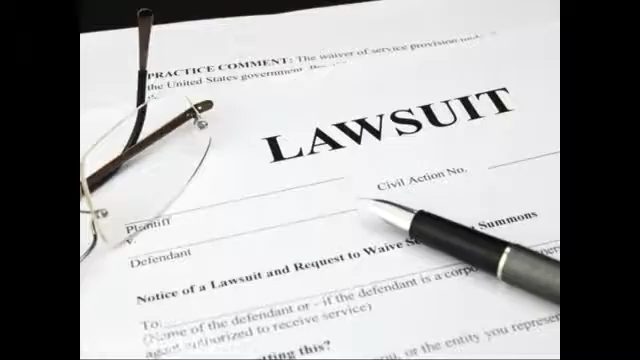 PRACTICE COMMENT: The waiver of service provision
the United States government.
LAWSUIT
Civil Action No.
Plaintiff
v.
Defendant
Notice of a Lawsuit and Request to Waive Summons
To:
(Name of the defendant or - if the defendant is a
agent authorized to receive service)
this?
, or the entity you represent